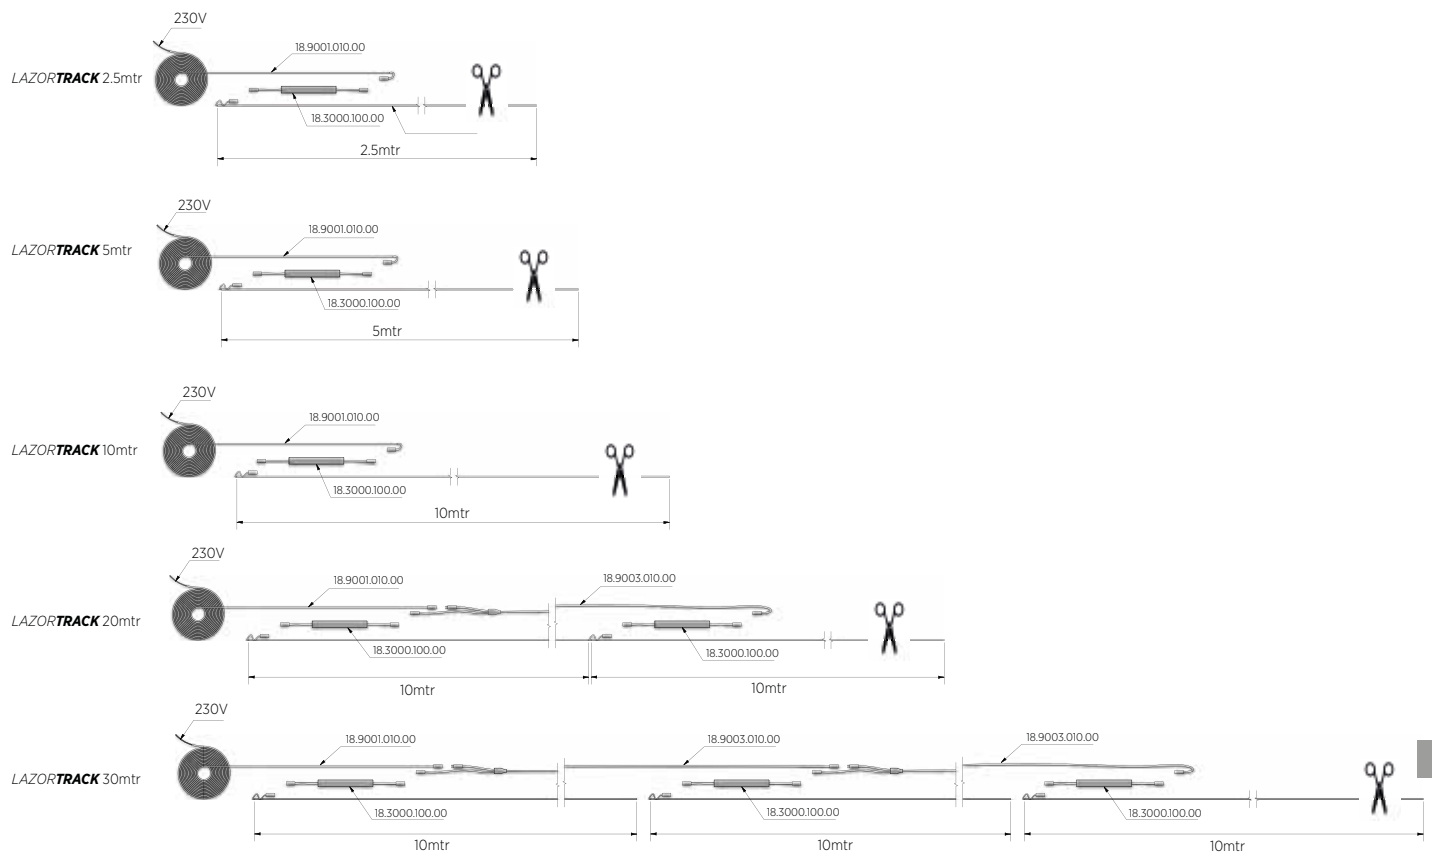 230V
18.9001.010.00
LAZORTRACK 2.5mtr
18.3000.100.00
2.5mtr
230V
18.9001.010.00
LAZORTRACK 5mtr
18.3000.100.00
5mtr
230V
18.9001.010.00
LAZORTRACK 10mtr
18.3000.100.00
10mtr
230V
18.9001.010.00 18.9003.010.00
LAZORTRACK 20mtr
18.3000.100.00 18.3000.100.00
10mtr 10mtr
230V
18.9001.010.00 18.9003.010.00 18.9003.010.00
LAZORTRACK 30mtr
18.3000.100.00 18.3000.100.00 18.3000.100.00
10mtr 10mtr 10mtr